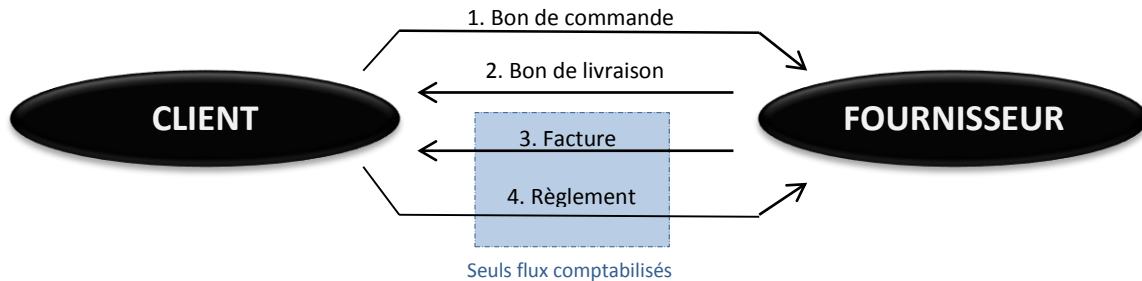 1. Bon de commande
2. Bon de livraison
CLIENT
FOURNISSEUR
3. Facture
4. Règlement
Seuls flux comptabilisés